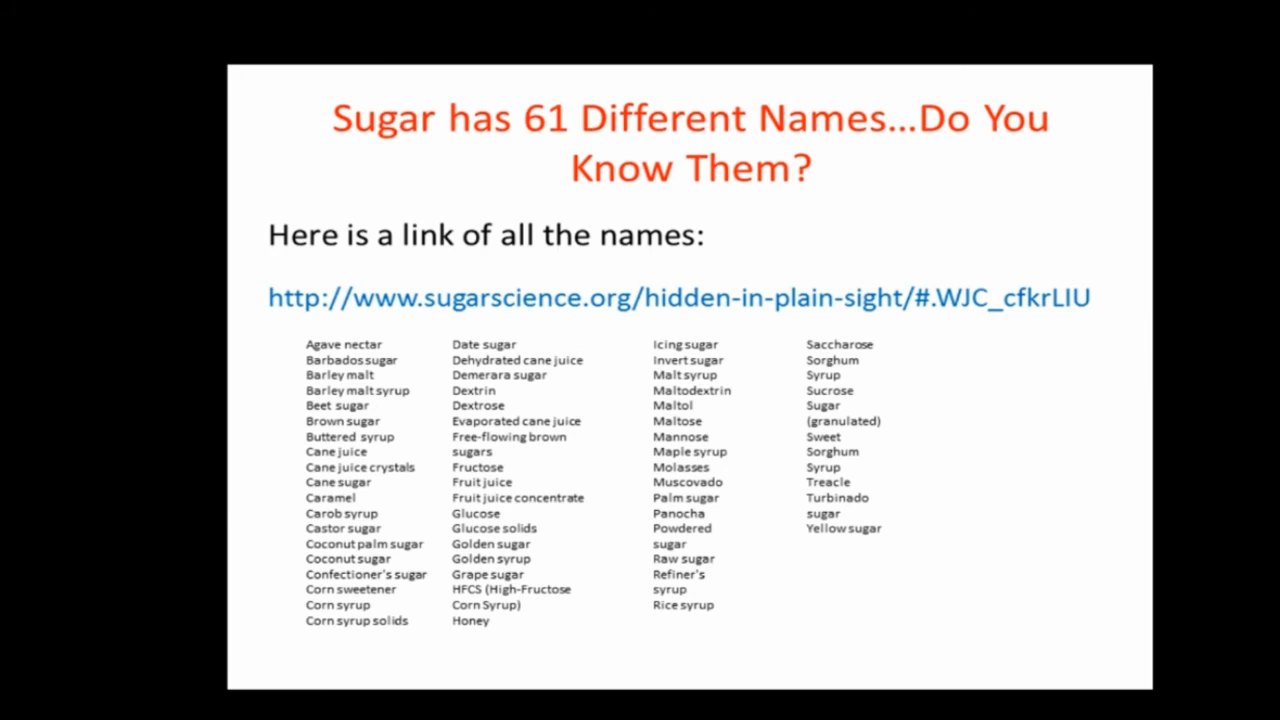 Sugar has 61 Different Names...Do You
Know Them?
Here is a link of all the names:
http://www.sugarscience.org/hidden-in-plain-sight/#.WJC_cfkrLIU
Agave nectar
Barbados sugar
Barley malt
Barley malt syrup
Beet sugar
Brown sugar
Buttered syrup
Cane juice
Cane juice crystals
Cane sugar
Caramel
Carob syrup
Castor sugar
Coconut palm sugar
Coconut sugar
Confectioner's sugar
Corn sweetener
Corn syrup
Corn syrup solids
Date sugar
Dehydrated cane juice
Demerara sugar
Dextrin
Dextrose
Evaporated cane juice
Free-flowing brown
sugars
Fructose
Fruit juice
Fruit juice concentrate
Glucose
Glucose solids
Golden sugar
Golden syrup
Grape sugar
HFCS (High-Fructose
Corn Syrup)
Honey
Icing sugar
Invert sugar
Malt syrup
Maltodextrin
Maltol
Maltose
Mannose
Maple syrup
Molasses
Muscovado
Palm sugar
Panocha
Powdered
sugar
Raw sugar
Refiner's
syrup
Rice syrup
Saccharose
Sorghum
Syrup
Sucrose
Sugar
(granulated)
Sweet
Sorghum
Syrup
Treacle
Turbinado
sugar
Yellow sugar